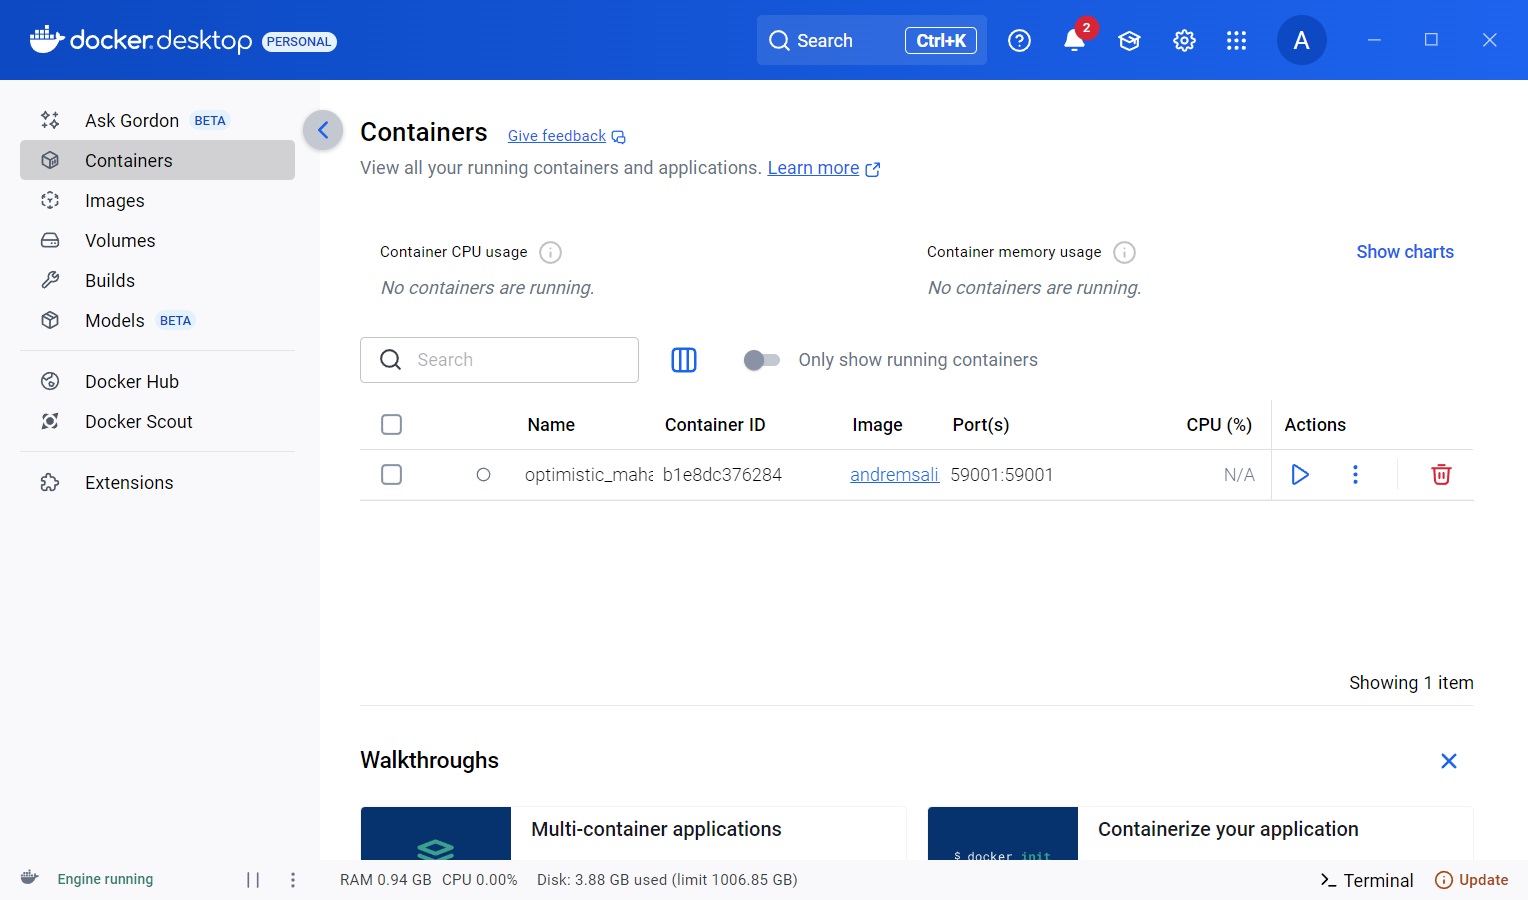 docker.desktop PERSONAL Search Ctrl+K 2 A
Ask Gordon BETA
Containers
Images
Volumes
Builds
Models BETA
Docker Hub
Docker Scout
Extensions
Containers Give feedback
View all your running containers and applications. Learn more
Container CPU usage
No containers are running.
Container memory usage
No containers are running.
Show charts
Search
Only show running containers
Name Container ID Image Port(s) CPU (%) Actions
optimistic_maha b1e8dc376284 andremsali 59001:59001 N/A
Showing 1 item
Walkthroughs
Multi-container applications
$ docker init
Containerize your application
Engine running RAM 0.94 GB CPU 0.00% Disk: 3.88 GB used (limit 1006.85 GB) Terminal Update